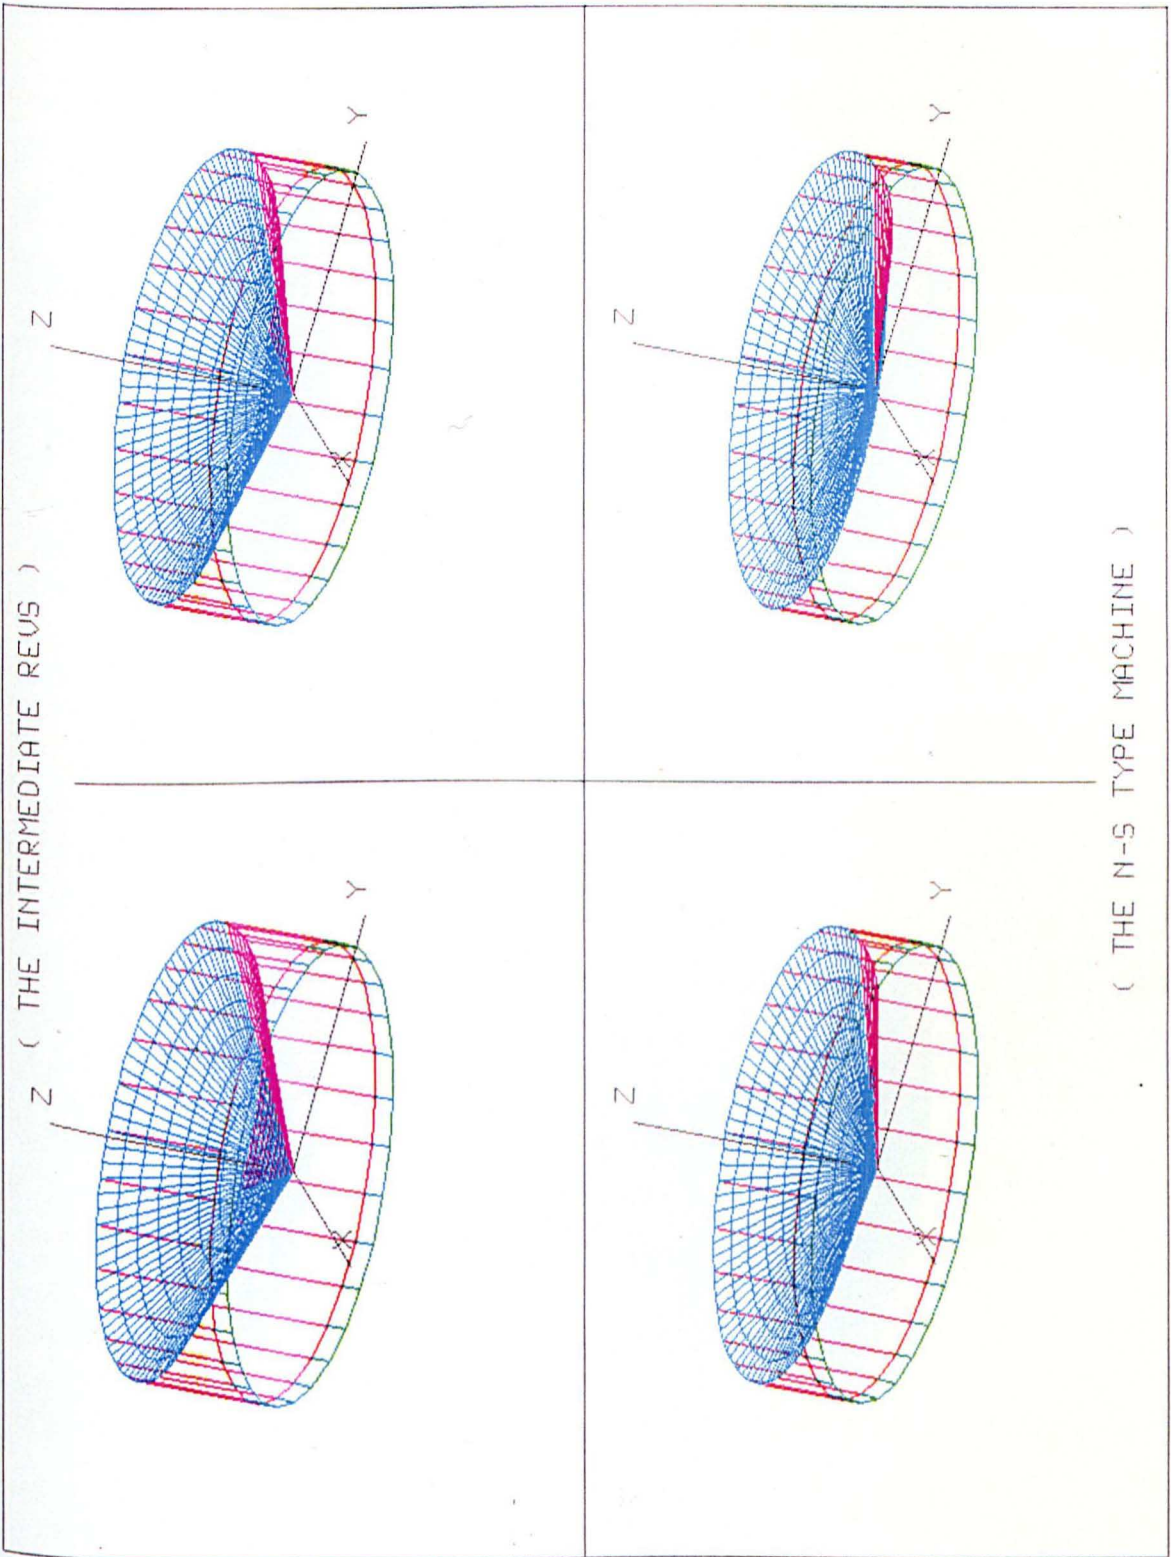 ( THE INTERMEDIATE REVS )
Z
Y
X
Z
Y
X
Z
Y
X
Z
Y
X
( THE N-S TYPE MACHINE )